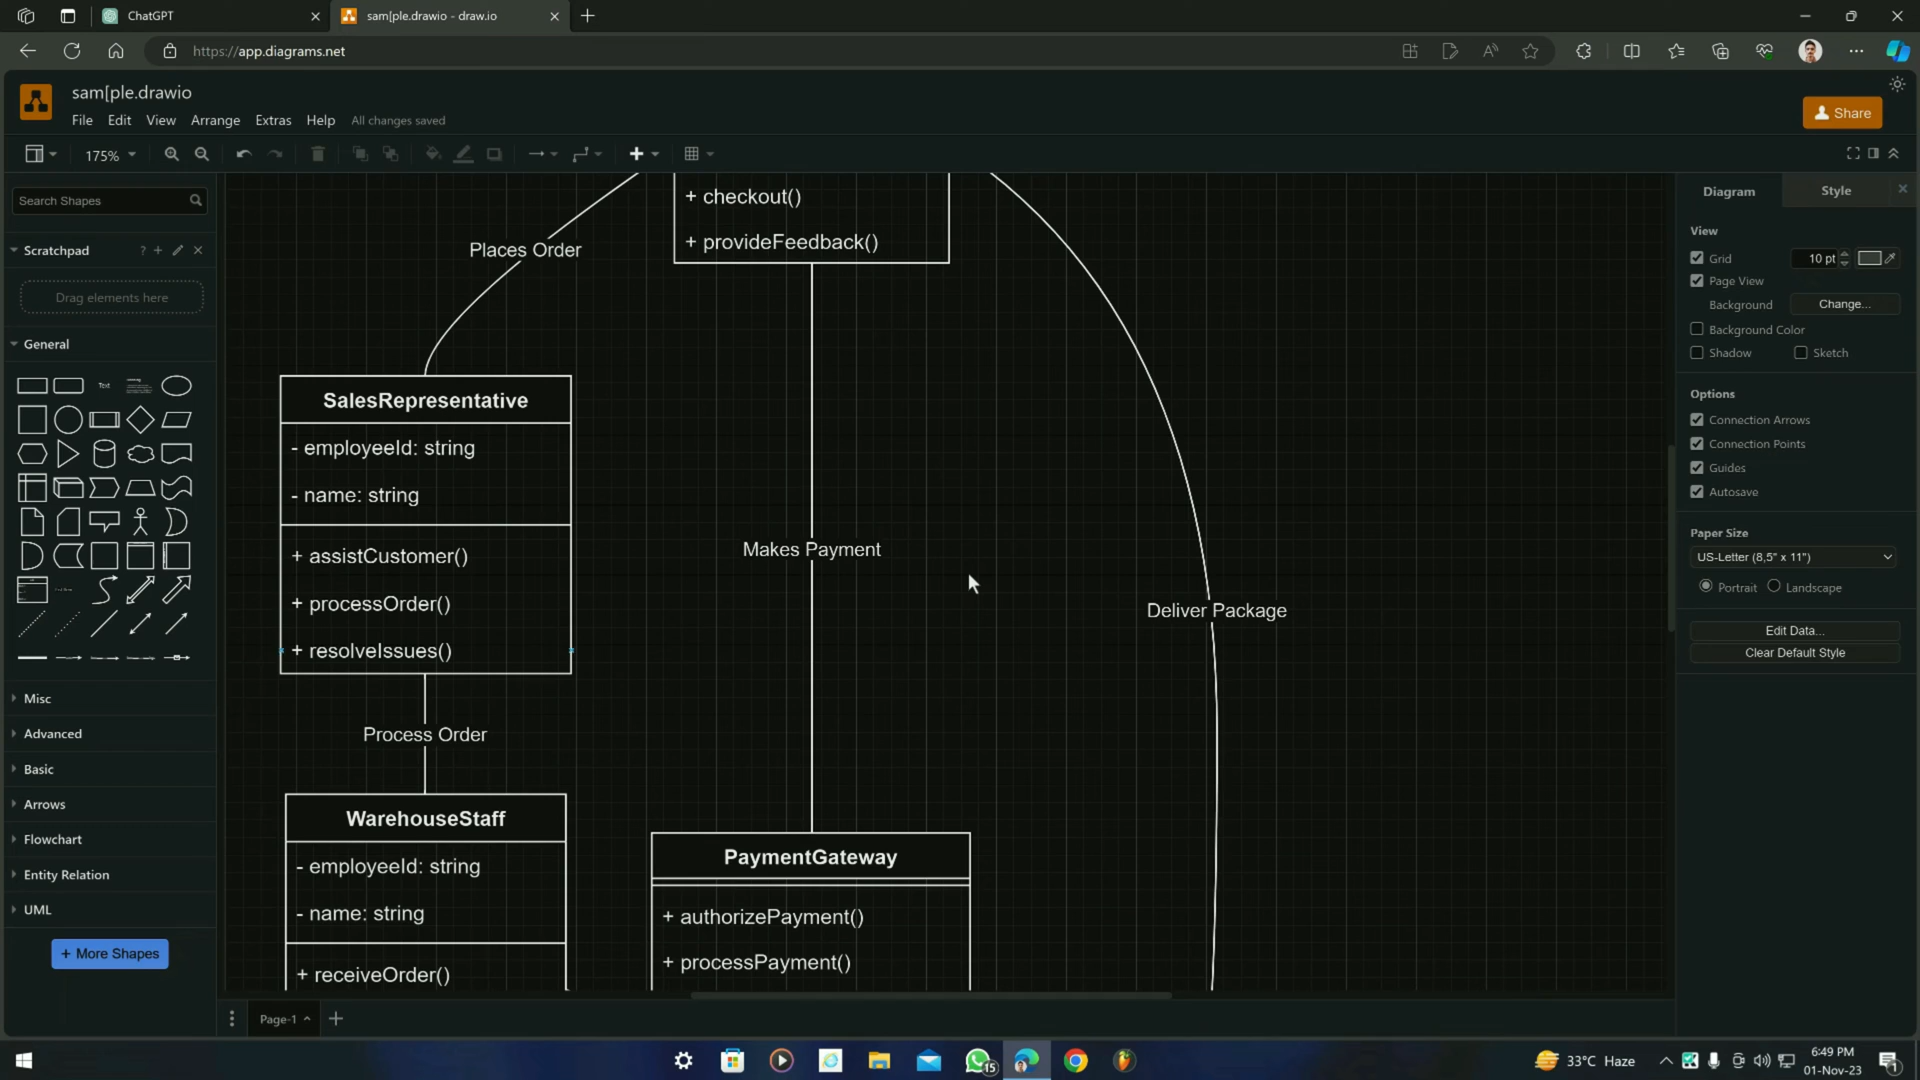 ChatGPT
sam[ple.drawio - draw.io
https://app.diagrams.net
sam[ple.drawio
File Edit View Arrange Extras Help All changes saved
Share
175%
Search Shapes
Scratchpad
Drag elements here
General
Text
Misc
Advanced
Basic
Arrows
Flowchart
Entity Relation
UML
+ More Shapes
+ checkout()
+ provideFeedback()
Places Order
SalesRepresentative
- employeeId: string
- name: string
+ assistCustomer()
+ processOrder()
+ resolveIssues()
Makes Payment
Deliver Package
Process Order
WarehouseStaff
- employeeId: string
- name: string
+ receiveOrder()
PaymentGateway
+ authorizePayment()
+ processPayment()
Diagram
Style
View
Grid
10 pt
Page View
Background
Change...
Background Color
Shadow
Sketch
Options
Connection Arrows
Connection Points
Guides
Autosave
Paper Size
US-Letter (8,5" x 11")
Portrait
Landscape
Edit Data...
Clear Default Style
Page-1
15
33°C Haze
6:49 PM
01-Nov-23
1